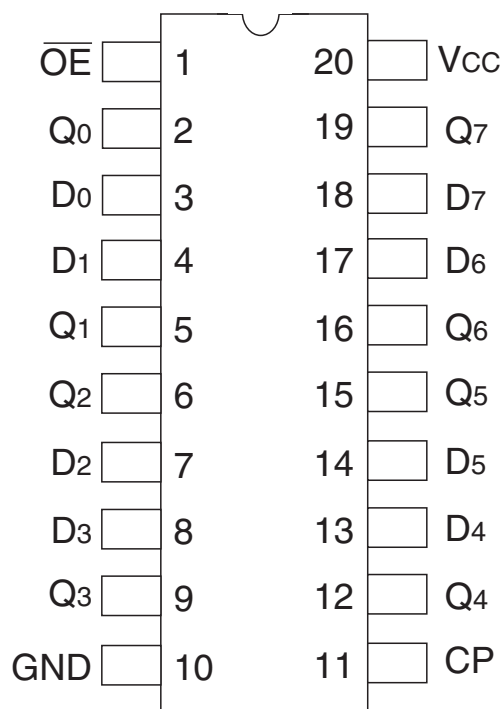 O̅E̅ 1 20 VCC
Q0 2 19 Q7
D0 3 18 D7
D1 4 17 D6
Q1 5 16 Q6
Q2 6 15 Q5
D2 7 14 D5
D3 8 13 D4
Q3 9 12 Q4
GND 10 11 CP